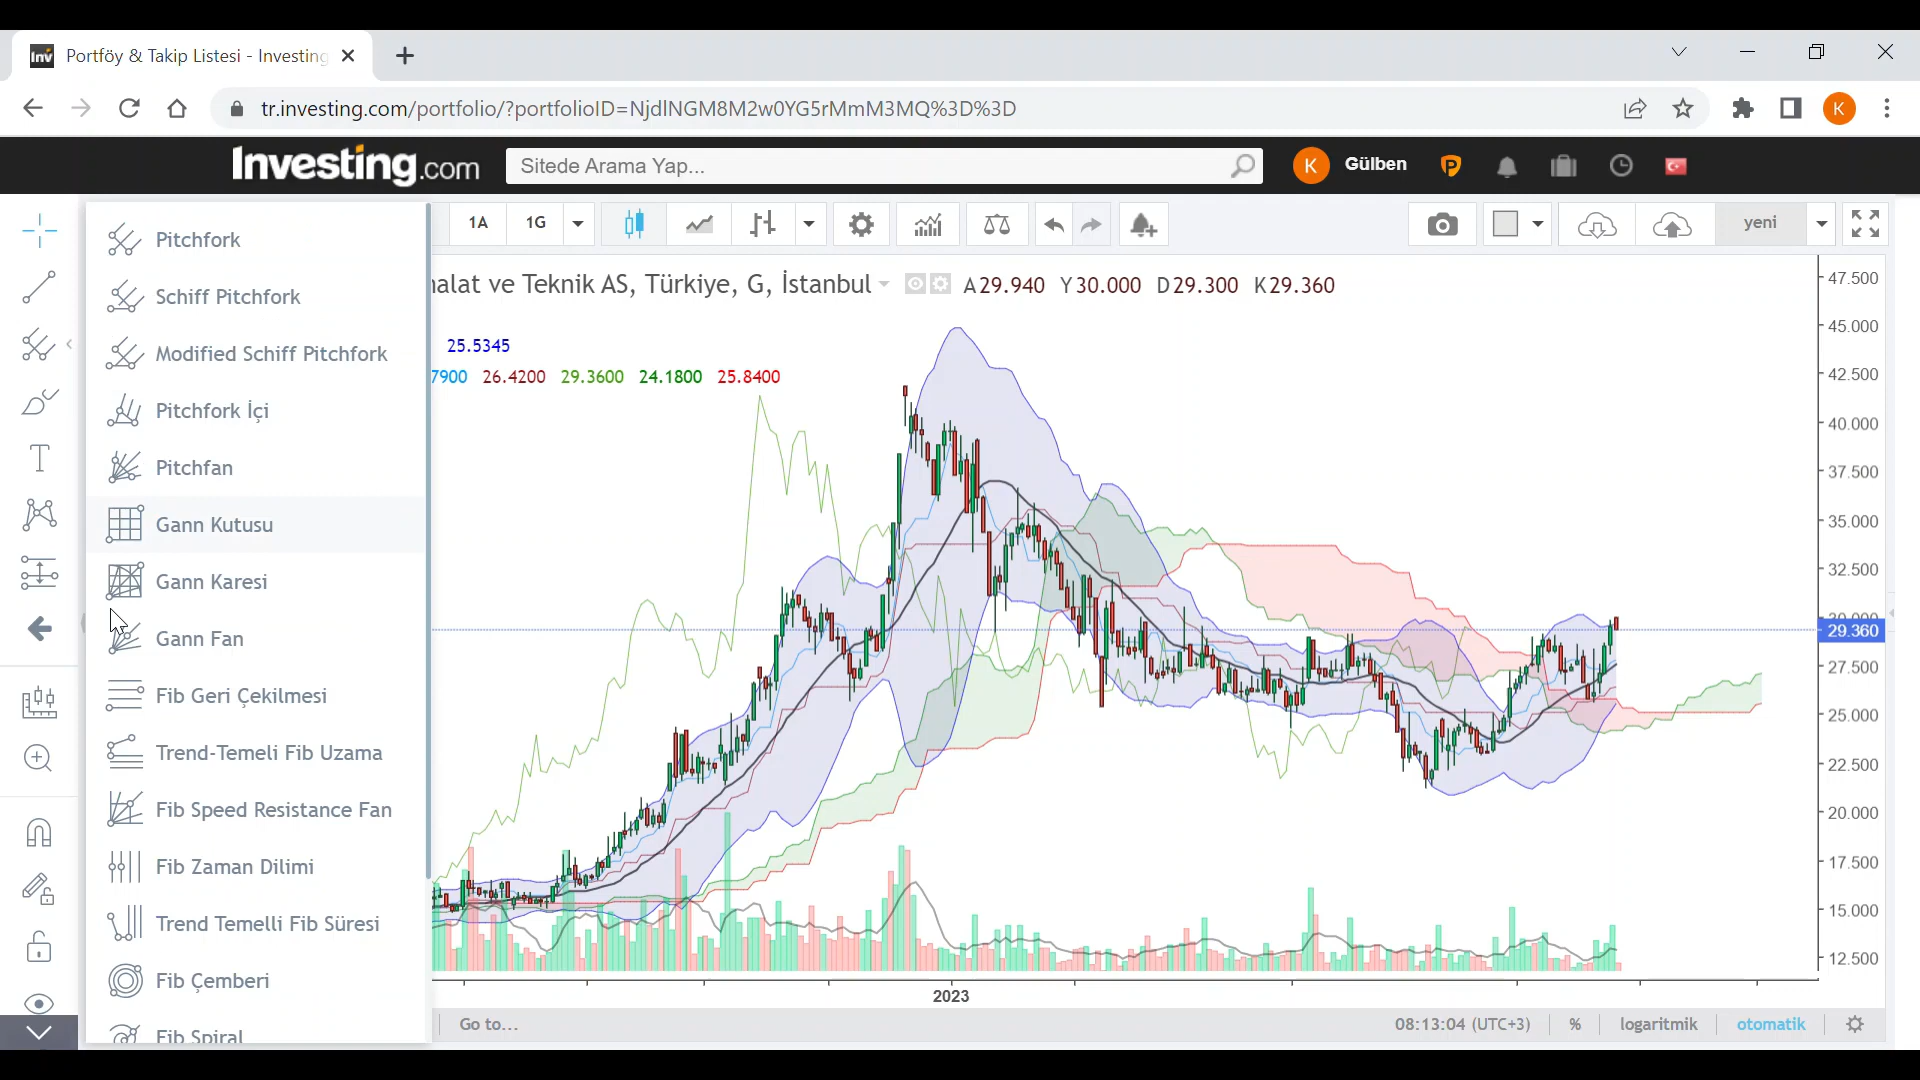 Portföy & Takip Listesi - Investing
tr.investing.com/portfolio/?portfolioID=NjdlNGM8M2w0YG5rMmM3MQ%3D%3D
K
Investing.com
Sitede Arama Yap...
K
Gülben
P
1A
1G
yeni
Pitchfork
Schiff Pitchfork
Modified Schiff Pitchfork
Pitchfork İçi
Pitchfan
Gann Kutusu
Gann Karesi
Gann Fan
Fib Geri Çekilmesi
Trend-Temeli Fib Uzama
Fib Speed Resistance Fan
Fib Zaman Dilimi
Trend Temelli Fib Süresi
Fib Çemberi
Fib Spiral
malat ve Teknik AS, Türkiye, G, İstanbul
A29.940 Y30.000 D29.300 K29.360
25.5345
7900 26.4200 29.3600 24.1800 25.8400
47.500
45.000
42.500
40.000
37.500
35.000
32.500
29.360
27.500
25.000
22.500
20.000
17.500
15.000
12.500
2023
Go to...
08:13:04 (UTC+3)
%
logaritmik
otomatik